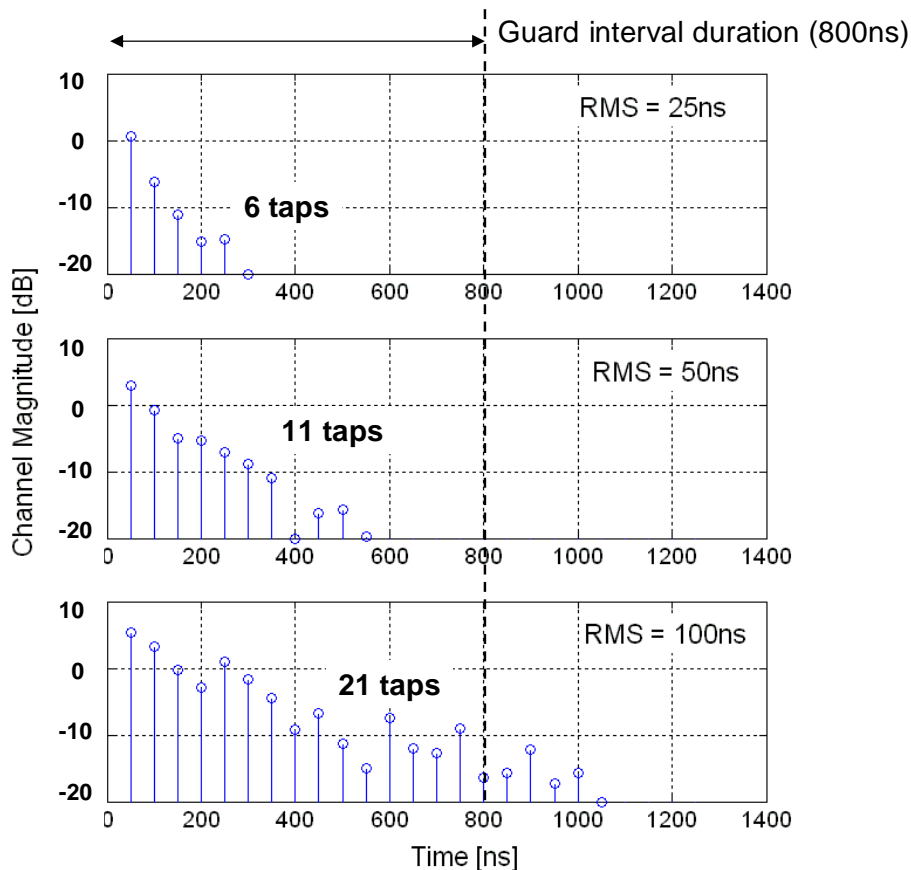 Guard interval duration (800ns)
10
0
-10
-20
RMS = 25ns
6 taps
0 200 400 600 800 1000 1200 1400
10
0
-10
-20
RMS = 50ns
11 taps
0 200 400 600 800 1000 1200 1400
10
0
-10
-20
RMS = 100ns
21 taps
0 200 400 600 800 1000 1200 1400
Channel Magnitude [dB]
Time [ns]